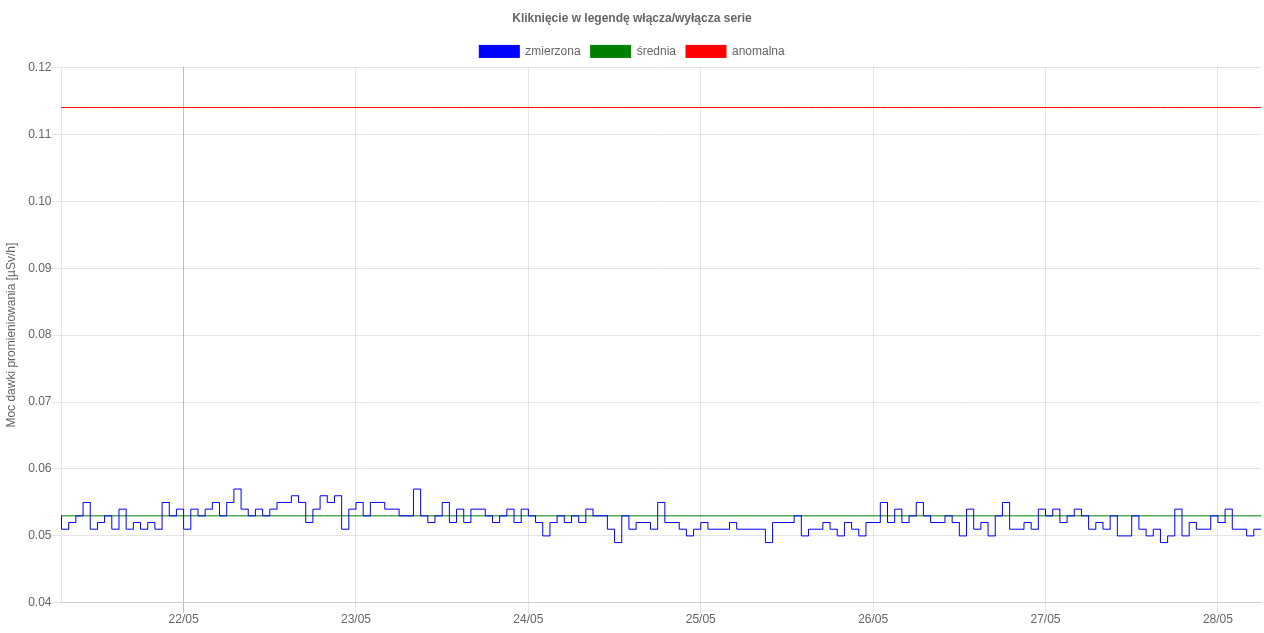 Kliknięcie w legendę włącza/wyłącza serie
zmierzona średnia anomalna
Moc dawki promieniowania [µSv/h]
0.12
0.11
0.10
0.09
0.08
0.07
0.06
0.05
0.04
22/05 23/05 24/05 25/05 26/05 27/05 28/05